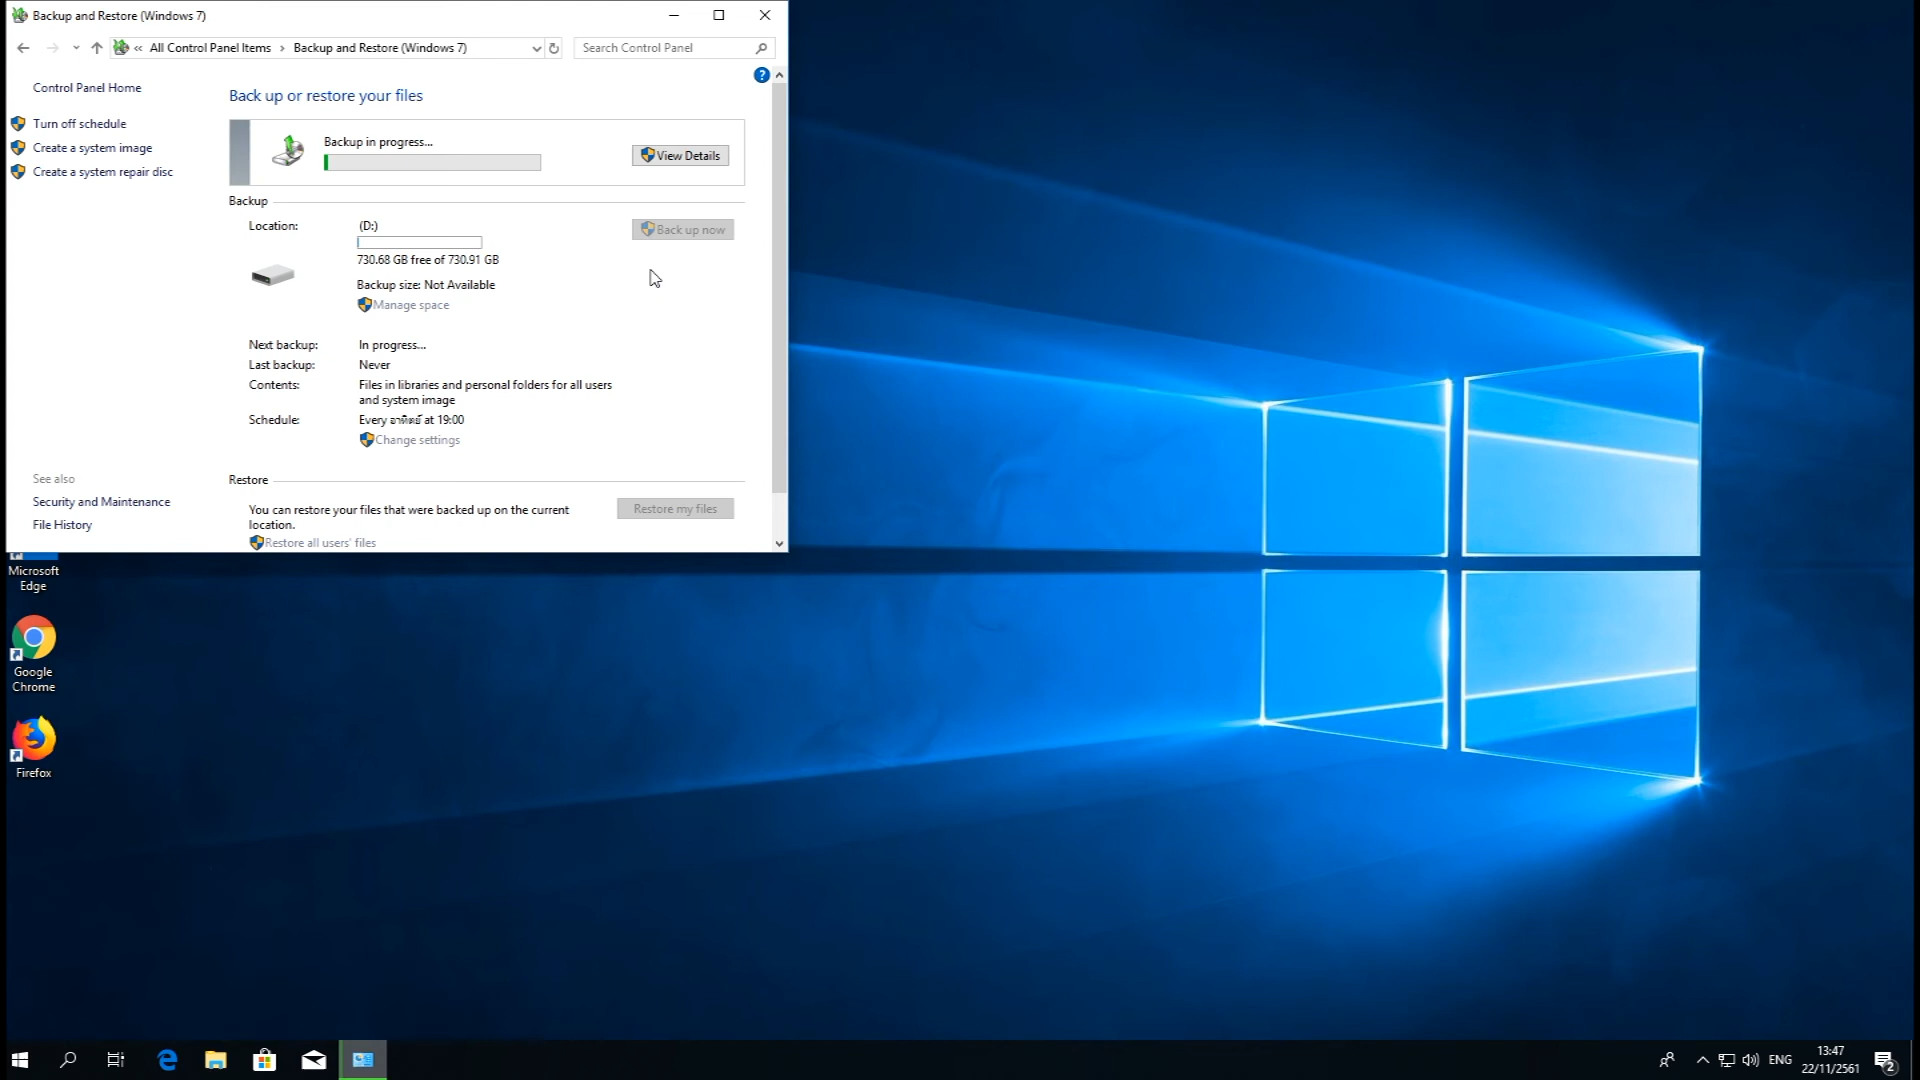 Backup and Restore (Windows 7)
« All Control Panel Items › Backup and Restore (Windows 7)
Search Control Panel
?
Control Panel Home
Turn off schedule
Create a system image
Create a system repair disc
Back up or restore your files
Backup in progress...
View Details
Backup
Location:
(D:)
Back up now
730.68 GB free of 730.91 GB
Backup size: Not Available
Manage space
Next backup:
In progress...
Last backup:
Never
Contents:
Files in libraries and personal folders for all users
and system image
Schedule:
Every อาทิตย์ at 19:00
Change settings
See also
Security and Maintenance
File History
Restore
You can restore your files that were backed up on the current
location.
Restore my files
Restore all users' files
Microsoft
Edge
Google
Chrome
Firefox
ENG
13:47
22/11/2561
2